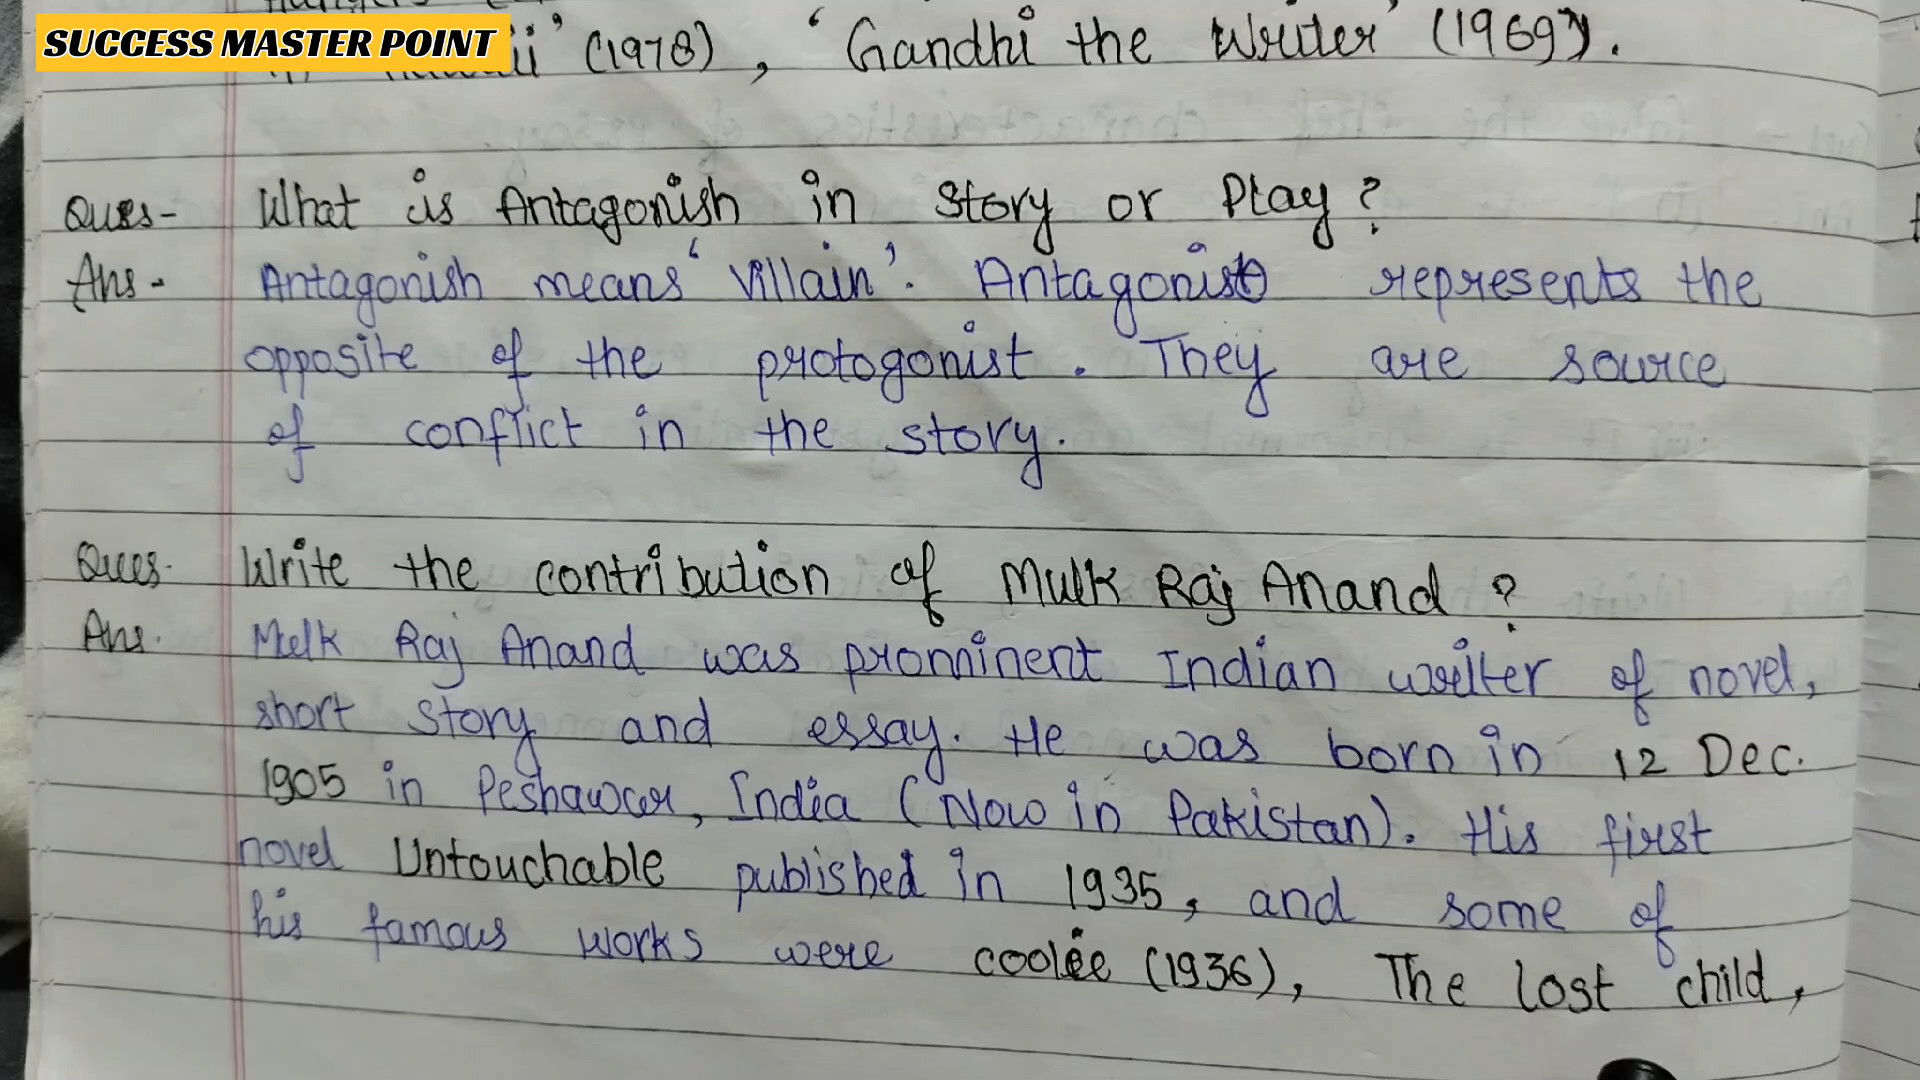 SUCCESS MASTER POINT
ii' (1978), 'Gandhi the Writer' (1969).
Ques- What is Antagonish in Story or Play?
Ans- Antagonish means 'Villain'. Antagonist represents the
opposite of the protogonist. They are source
of conflict in the story.
Ques- Write the contribution of Mulk Raj Anand?
Ans. Melk Raj Anand was prominent Indian writer of novel,
short story and essay. He was born in 12 Dec.
1905 in Peshawar, India (Now in Pakistan). His first
novel Untouchable published in 1935, and some of
his famous works were coolie (1936), The lost child,